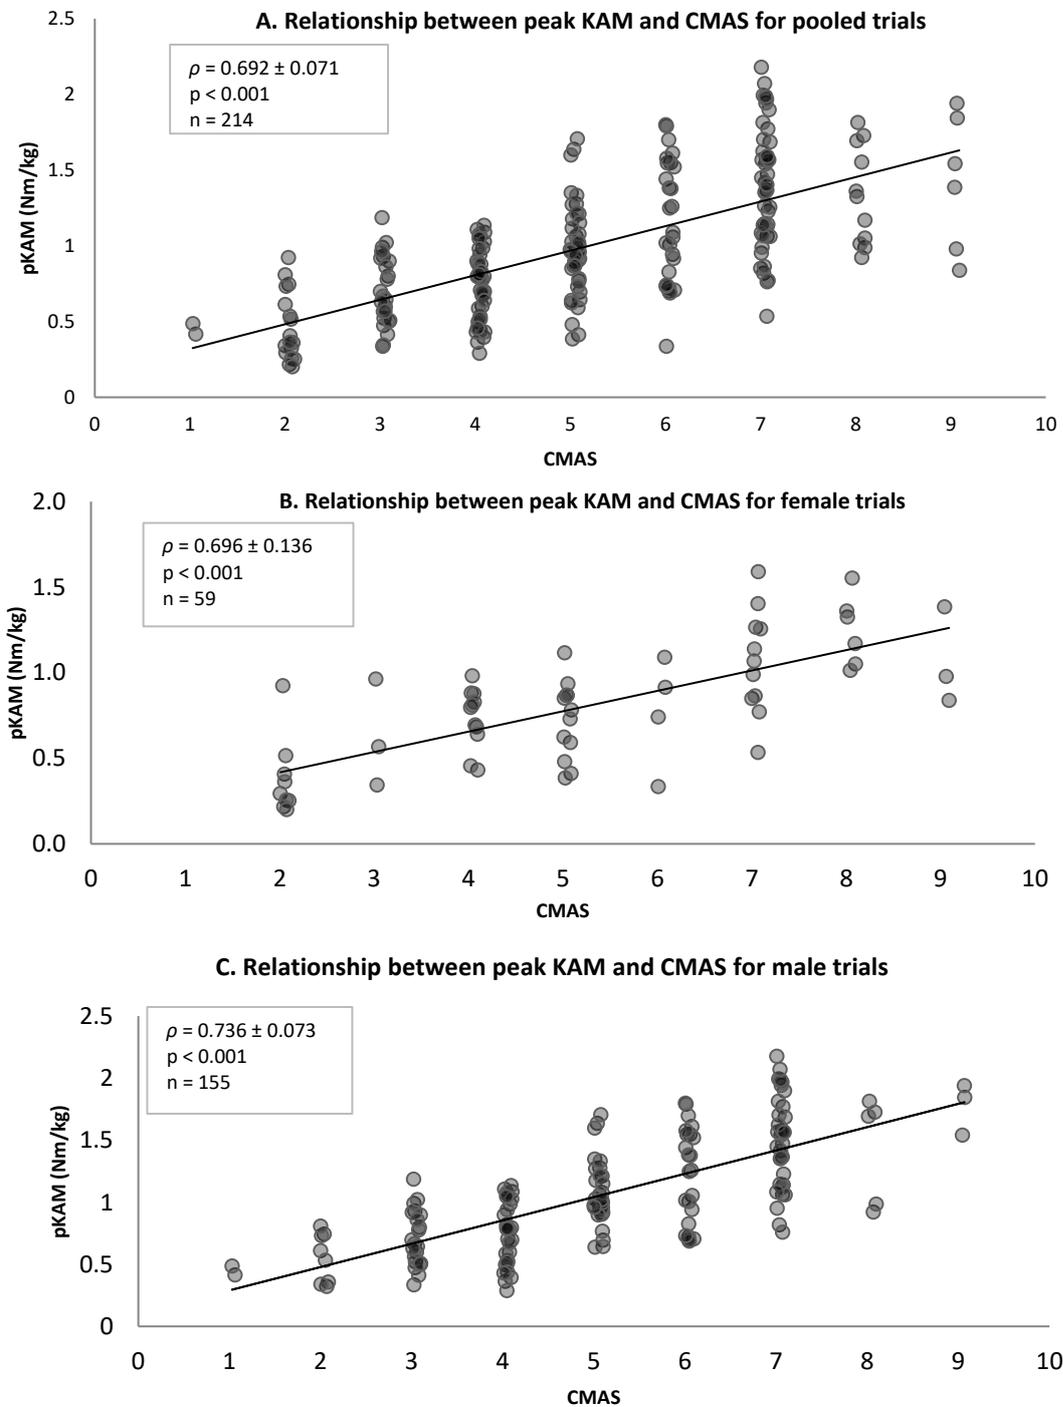 A. Relationship between peak KAM and CMAS for pooled trials
ρ = 0.692 ± 0.071
p < 0.001
n = 214
pKAM (Nm/kg)
2.5
2
1.5
1
0.5
0
0 1 2 3 4 5 6 7 8 9 10
CMAS
B. Relationship between peak KAM and CMAS for female trials
ρ = 0.696 ± 0.136
p < 0.001
n = 59
pKAM (Nm/kg)
2.0
1.5
1.0
0.5
0.0
0 1 2 3 4 5 6 7 8 9 10
CMAS
C. Relationship between peak KAM and CMAS for male trials
ρ = 0.736 ± 0.073
p < 0.001
n = 155
pKAM (Nm/kg)
2.5
2
1.5
1
0.5
0
0 1 2 3 4 5 6 7 8 9 10
CMAS